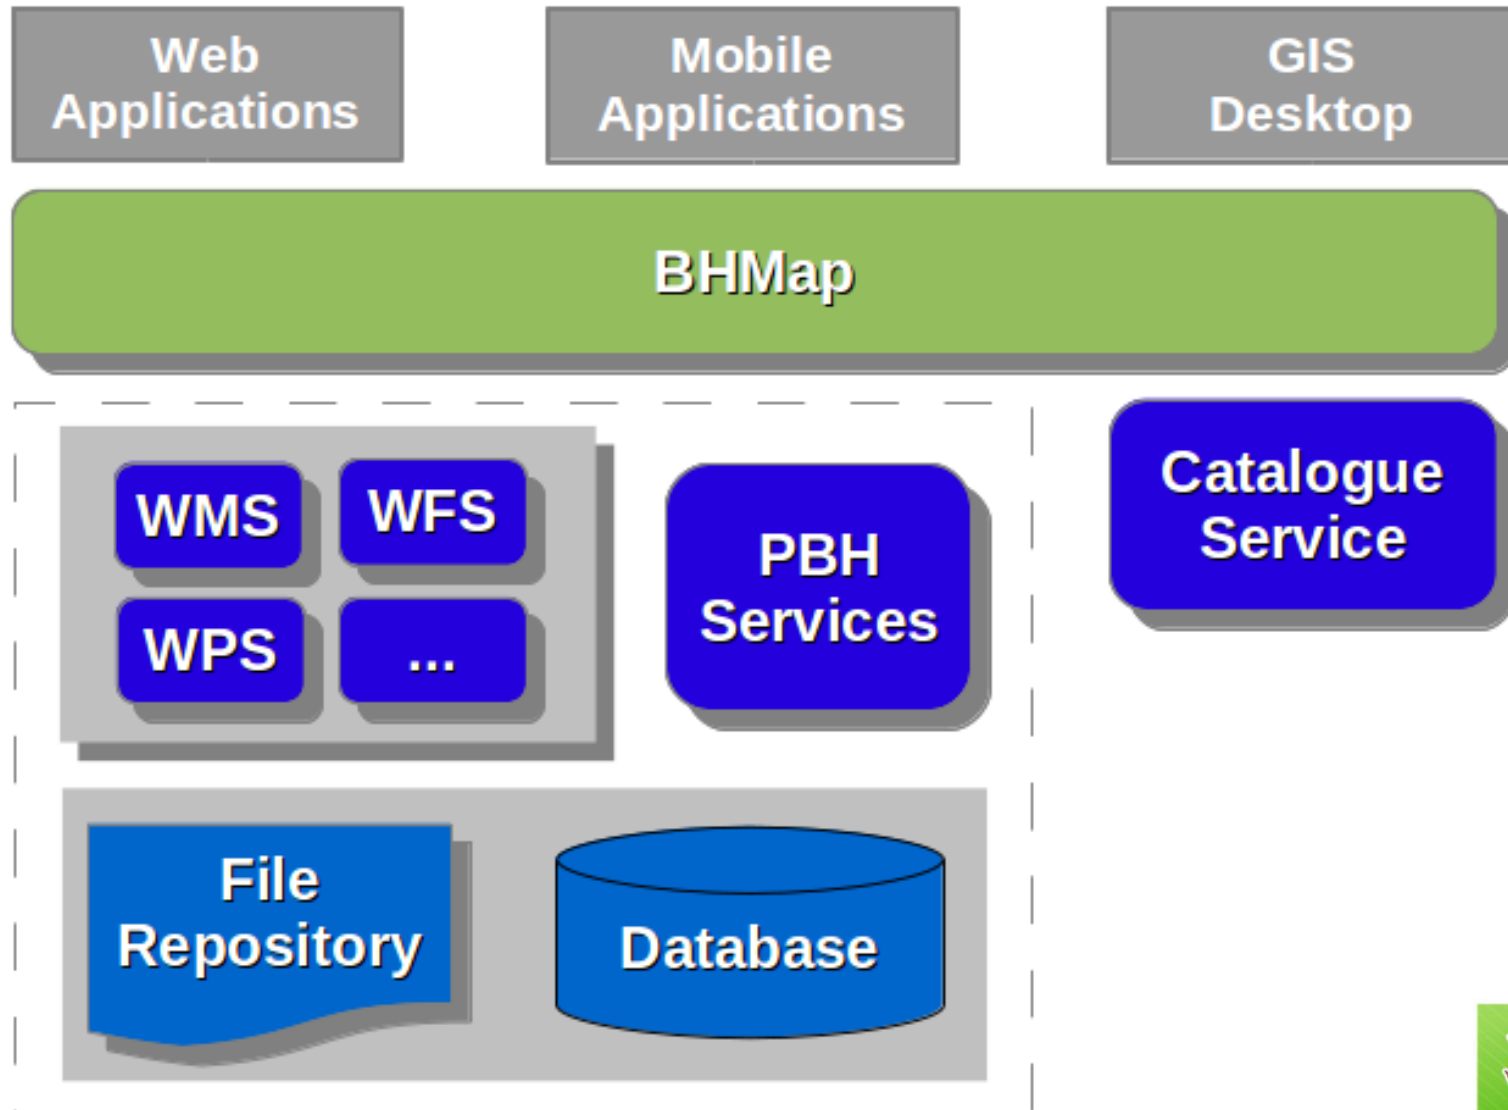 Web
Applications
Mobile
Applications
GIS
Desktop
BHMap
WMS
WFS
WPS
...
PBH
Services
Catalogue
Service
File
Repository
Database